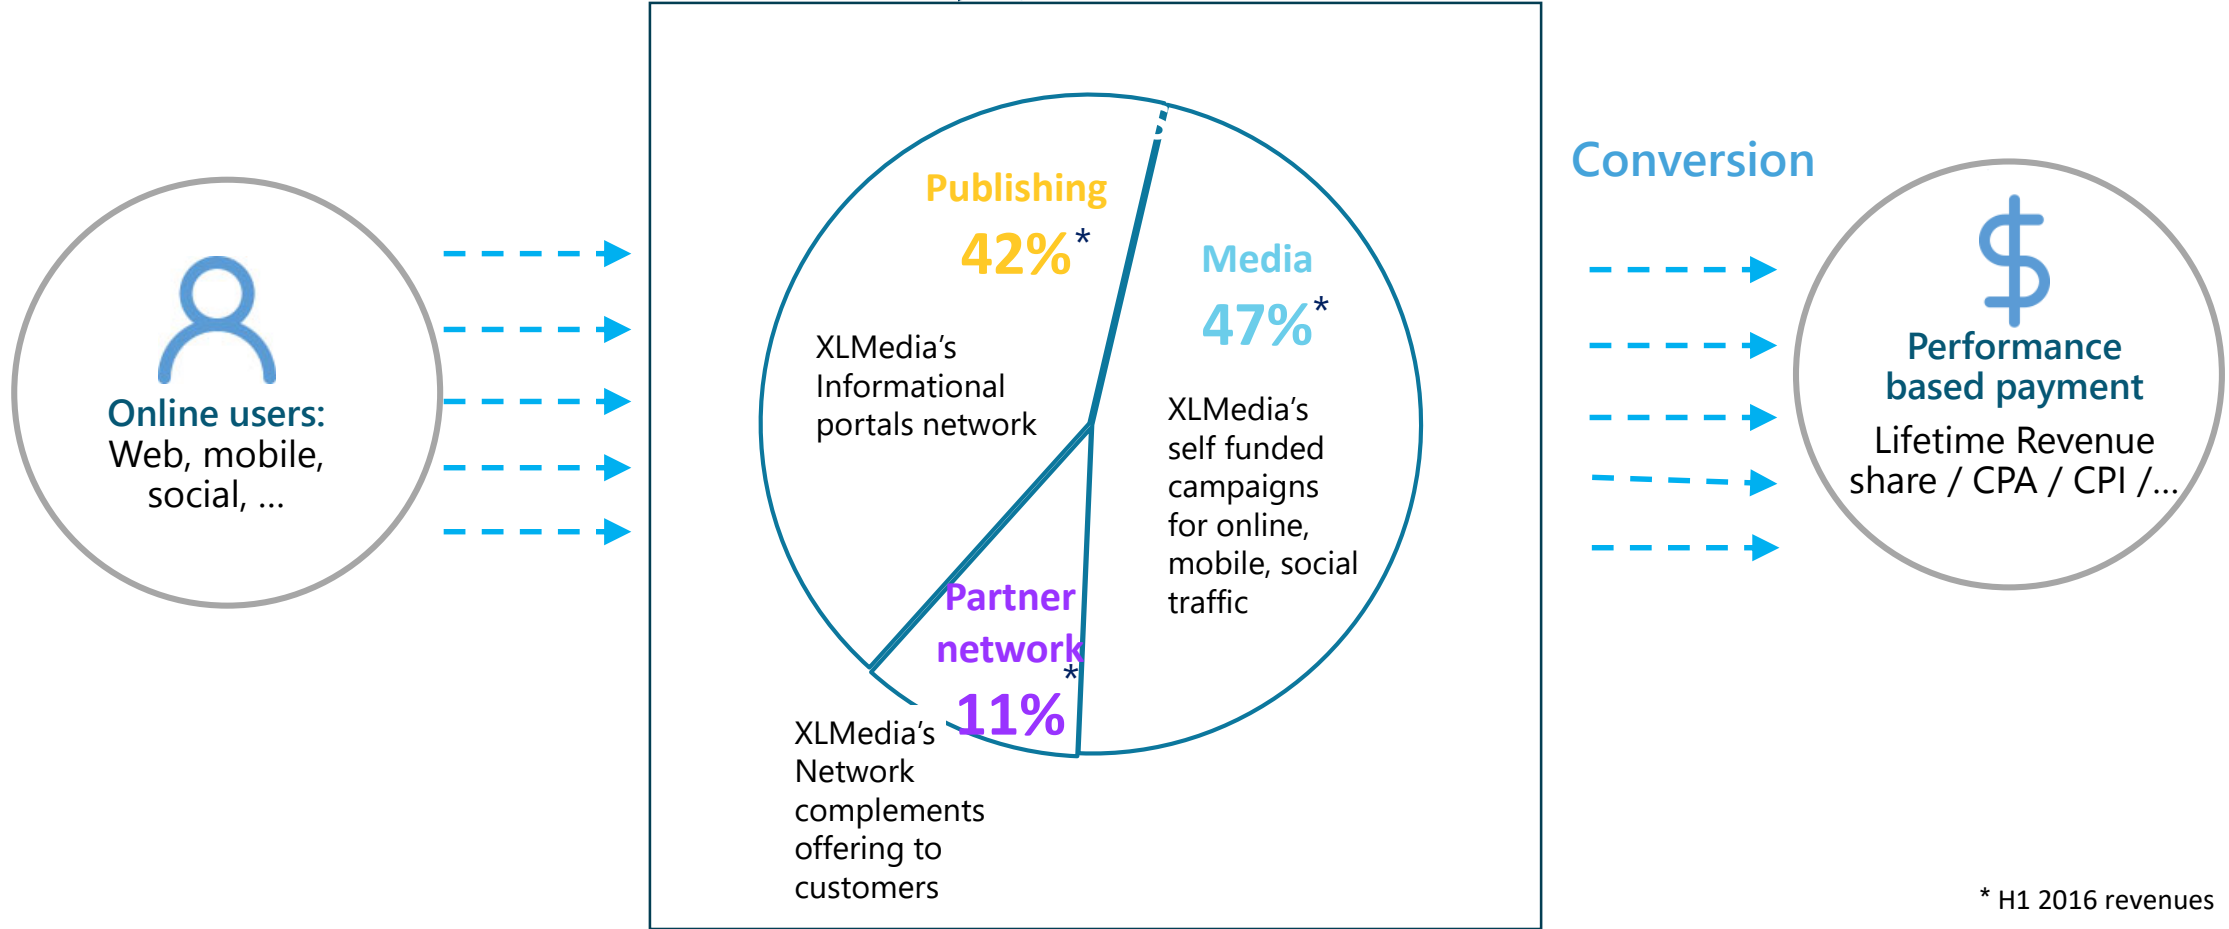 Online users:
Web, mobile,
social, ...
Publishing
42%*
XLMedia's
Informational
portals network
Media
47%*
XLMedia's
self funded
campaigns
for online,
mobile, social
traffic
Partner
network
*
11%
XLMedia's
Network
complements
offering to
customers
Conversion
Performance
based payment
Lifetime Revenue
share / CPA / CPI /...
* H1 2016 revenues